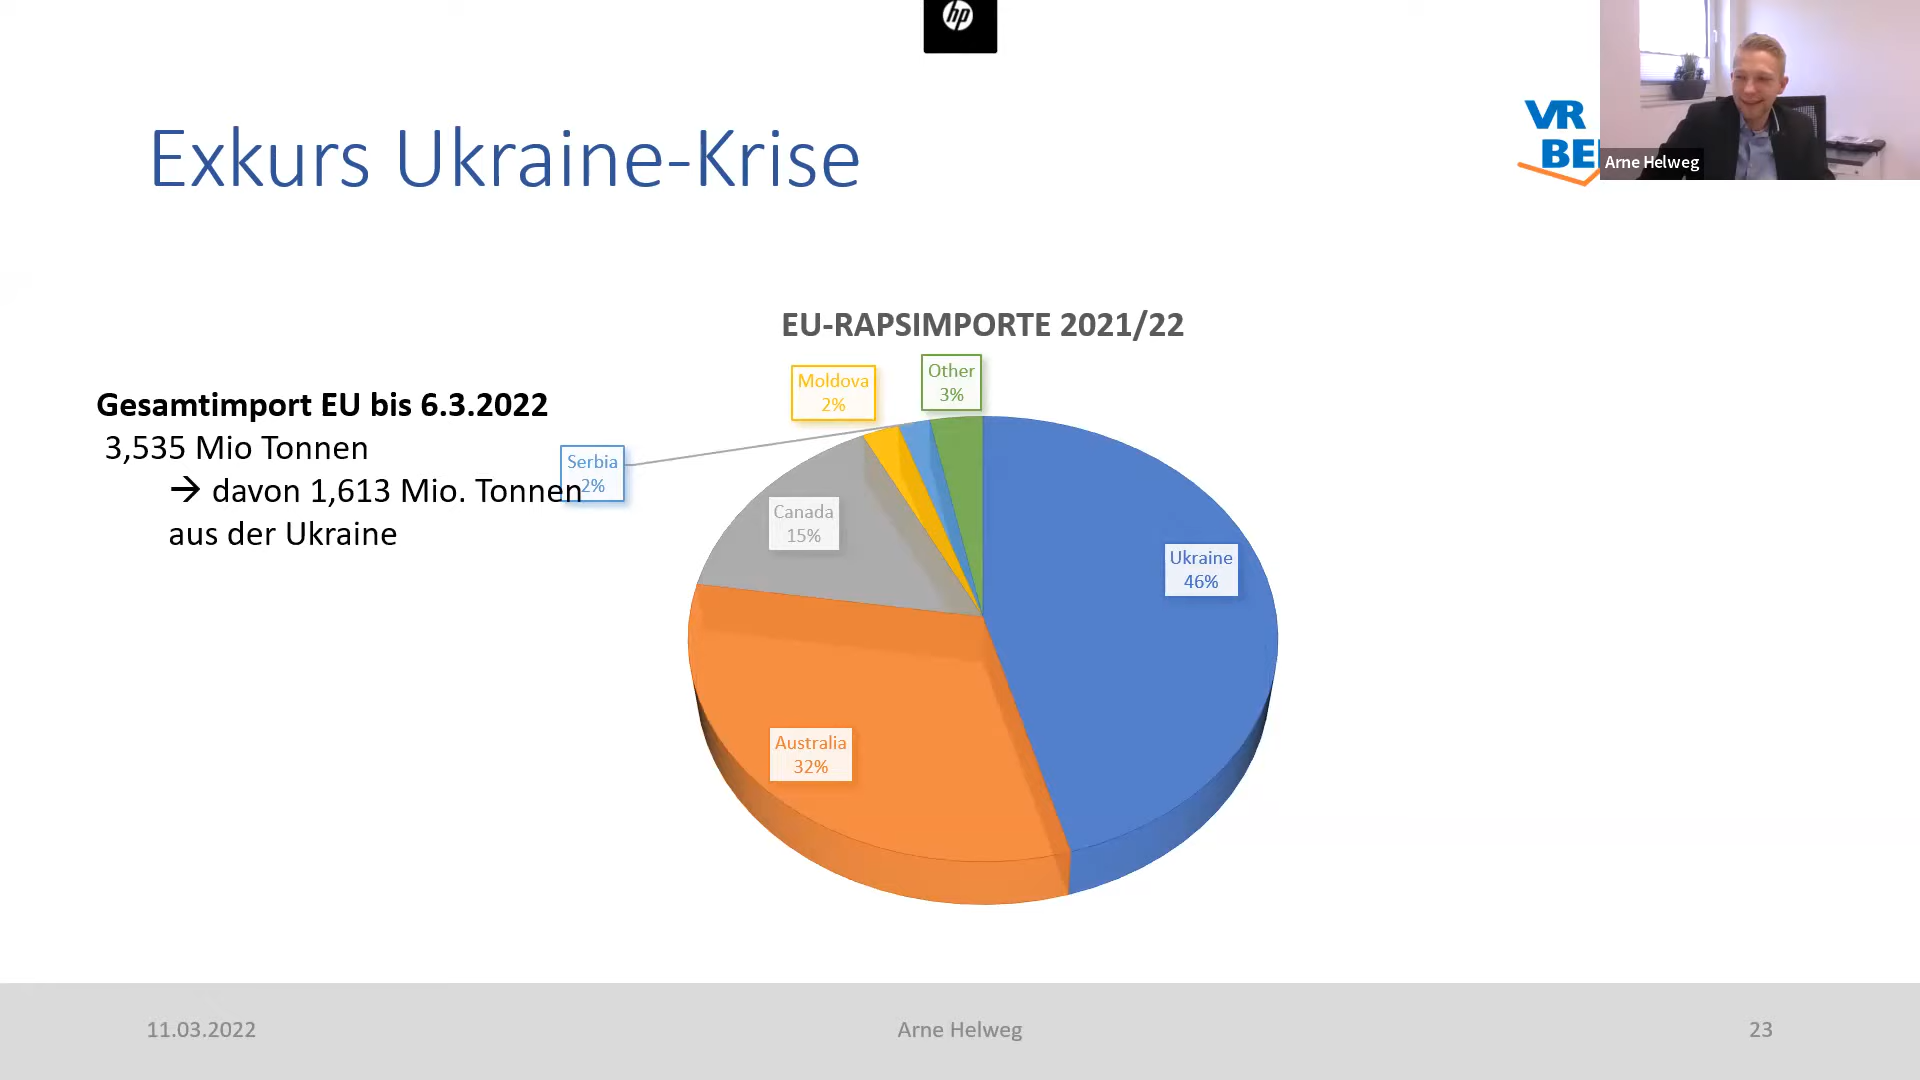 hp
Exkurs Ukraine-Krise
VR
BE
Arne Helweg
EU-RAPSIMPORTE 2021/22
Gesamtimport EU bis 6.3.2022
3,535 Mio Tonnen
→ davon 1,613 Mio. Tonnen
aus der Ukraine
Other
3%
Moldova
2%
Serbia
2%
Canada
15%
Ukraine
46%
Australia
32%
11.03.2022
Arne Helweg
23